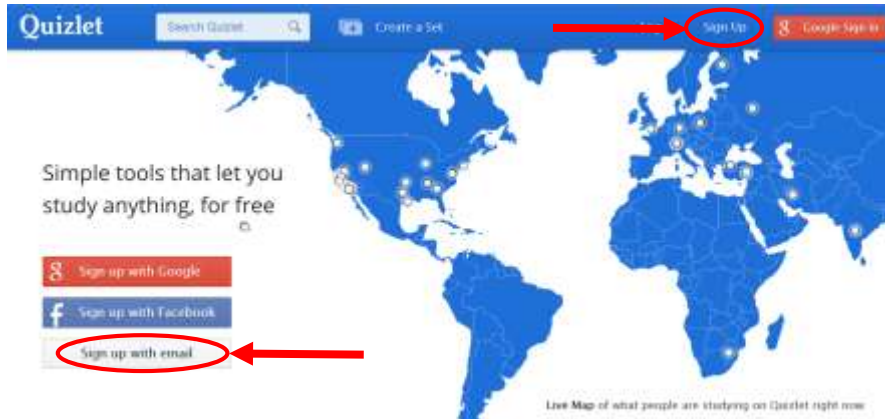 Quizlet
Search Quizlet
Create a Set
Sign Up
Google Sign In
Simple tools that let you
study anything, for free
Sign up with Google
Sign up with Facebook
Sign up with email
Live Map of what people are studying on Quizlet right now